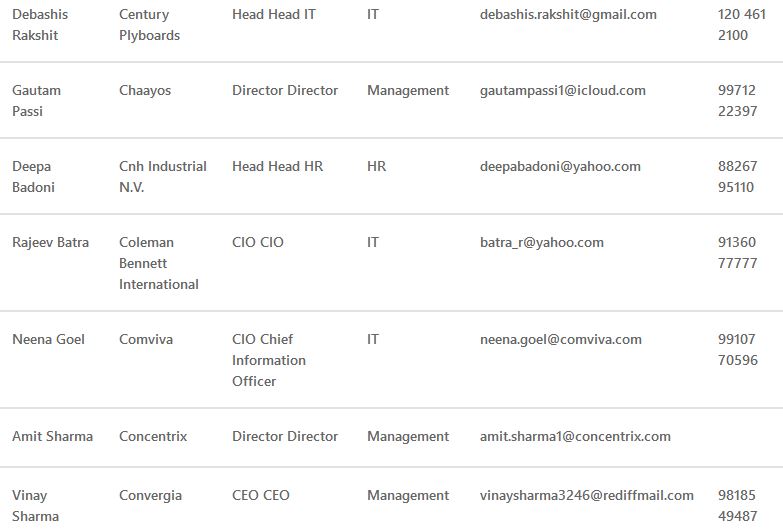 Debashis Century Head Head IT IT debashis.rakshit@gmail.com 120 461
Rakshit Plyboards 2100
Gautam Chaayos Director Director Management gautampassi1@icloud.com 99712
Passi 22397
Deepa Cnh Industrial Head Head HR HR deepabadoni@yahoo.com 88267
Badoni N.V. 95110
Rajeev Batra Coleman CIO CIO IT batra_r@yahoo.com 91360
Bennett 77777
International
Neena Goel Comviva CIO Chief IT neena.goel@comviva.com 99107
Information 70596
Officer
Amit Sharma Concentrix Director Director Management amit.sharma1@concentrix.com
Vinay Convergia CEO CEO Management vinaysharma3246@rediffmail.com 98185
Sharma 49487